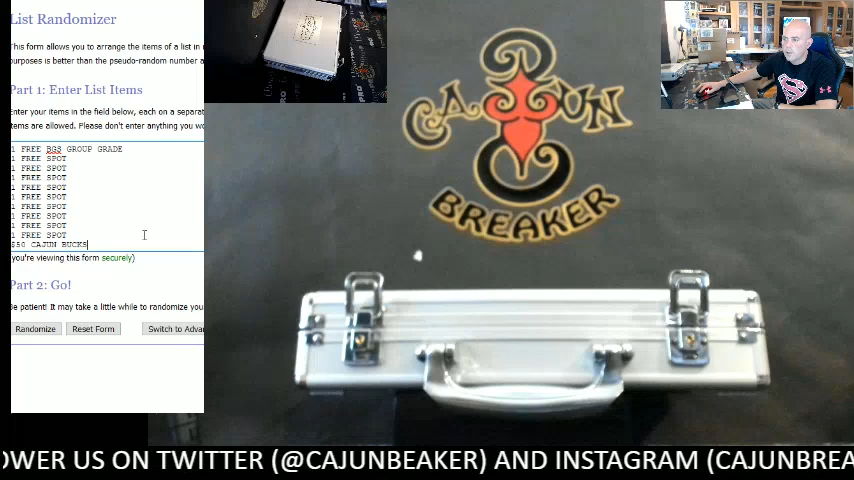 List Randomizer
This form allows you to arrange the items of a list in
purposes is better than the pseudo-random number a
Part 1: Enter List Items
Enter your items in the field below, each on a separat
items are allowed. Please don't enter anything you wo
1 FREE BGS GROUP GRADE
1 FREE SPOT
1 FREE SPOT
1 FREE SPOT
1 FREE SPOT
1 FREE SPOT
1 FREE SPOT
1 FREE SPOT
1 FREE SPOT
1 FREE SPOT
$50 CAJUN BUCKS
(you're viewing this form securely)
Part 2: Go!
Be patient! It may take a little while to randomize you
Randomize Reset Form Switch to Advan
CAJUN
BREAKER
OWER US ON TWITTER (@CAJUNBEAKER) AND INSTAGRAM (CAJUNBREA